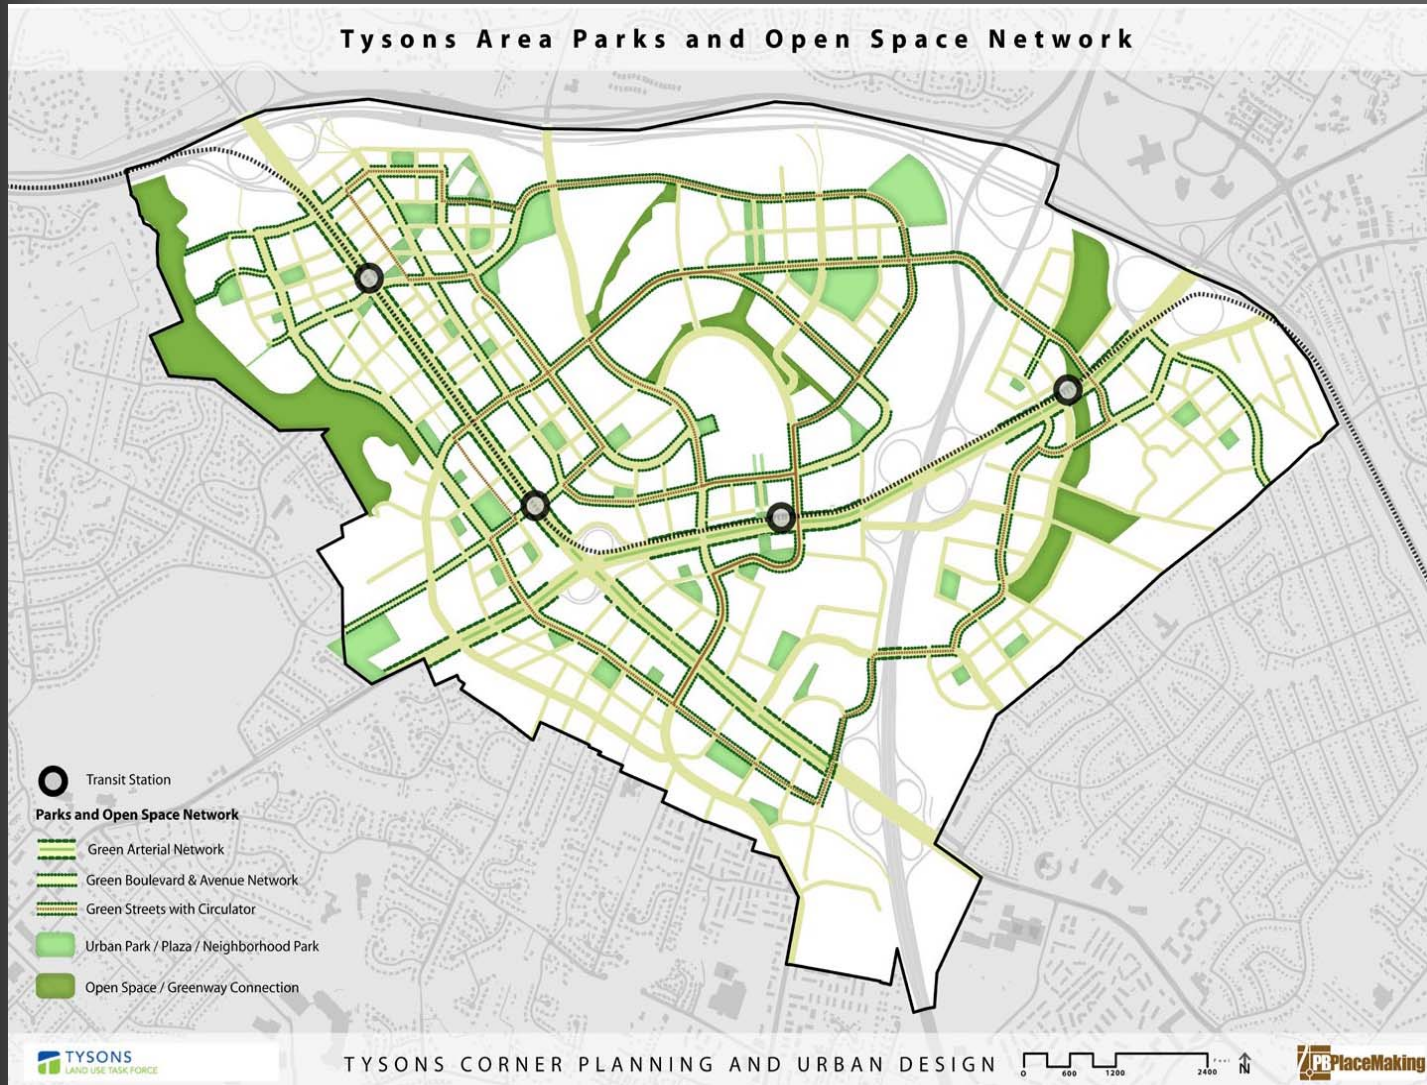 Tysons Area Parks and Open Space Network
Transit Station
Parks and Open Space Network
Green Arterial Network
Green Boulevard & Avenue Network
Green Streets with Circulator
Urban Park / Plaza / Neighborhood Park
Open Space / Greenway Connection
TYSONS
LAND USE TASK FORCE
TYSONS CORNER PLANNING AND URBAN DESIGN
0 600 1200 2400
N
PBPlaceMaking